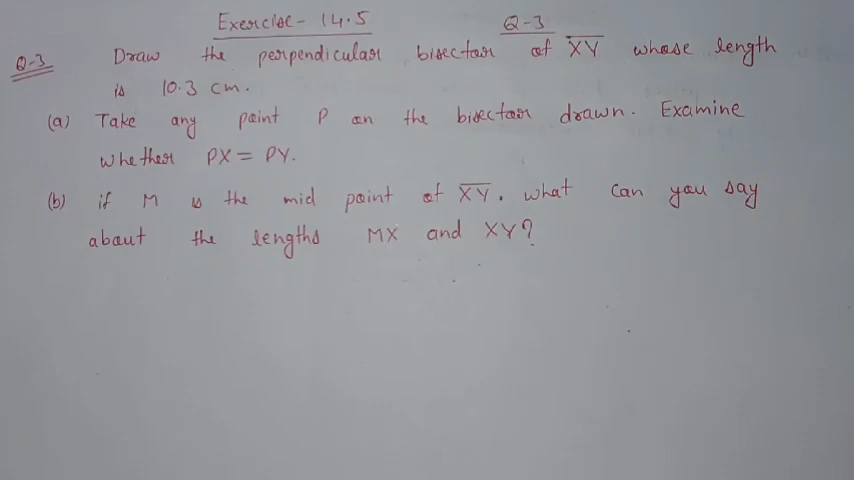 Exercise - 14.5 Q-3
Q-3 Draw the perpendicular bisector of XY whose length
is 10.3 cm.
(a) Take any point P on the bisector drawn. Examine
whether PX = PY.
(b) if M is the mid point of XY. what can you say
about the lengths MX and XY?